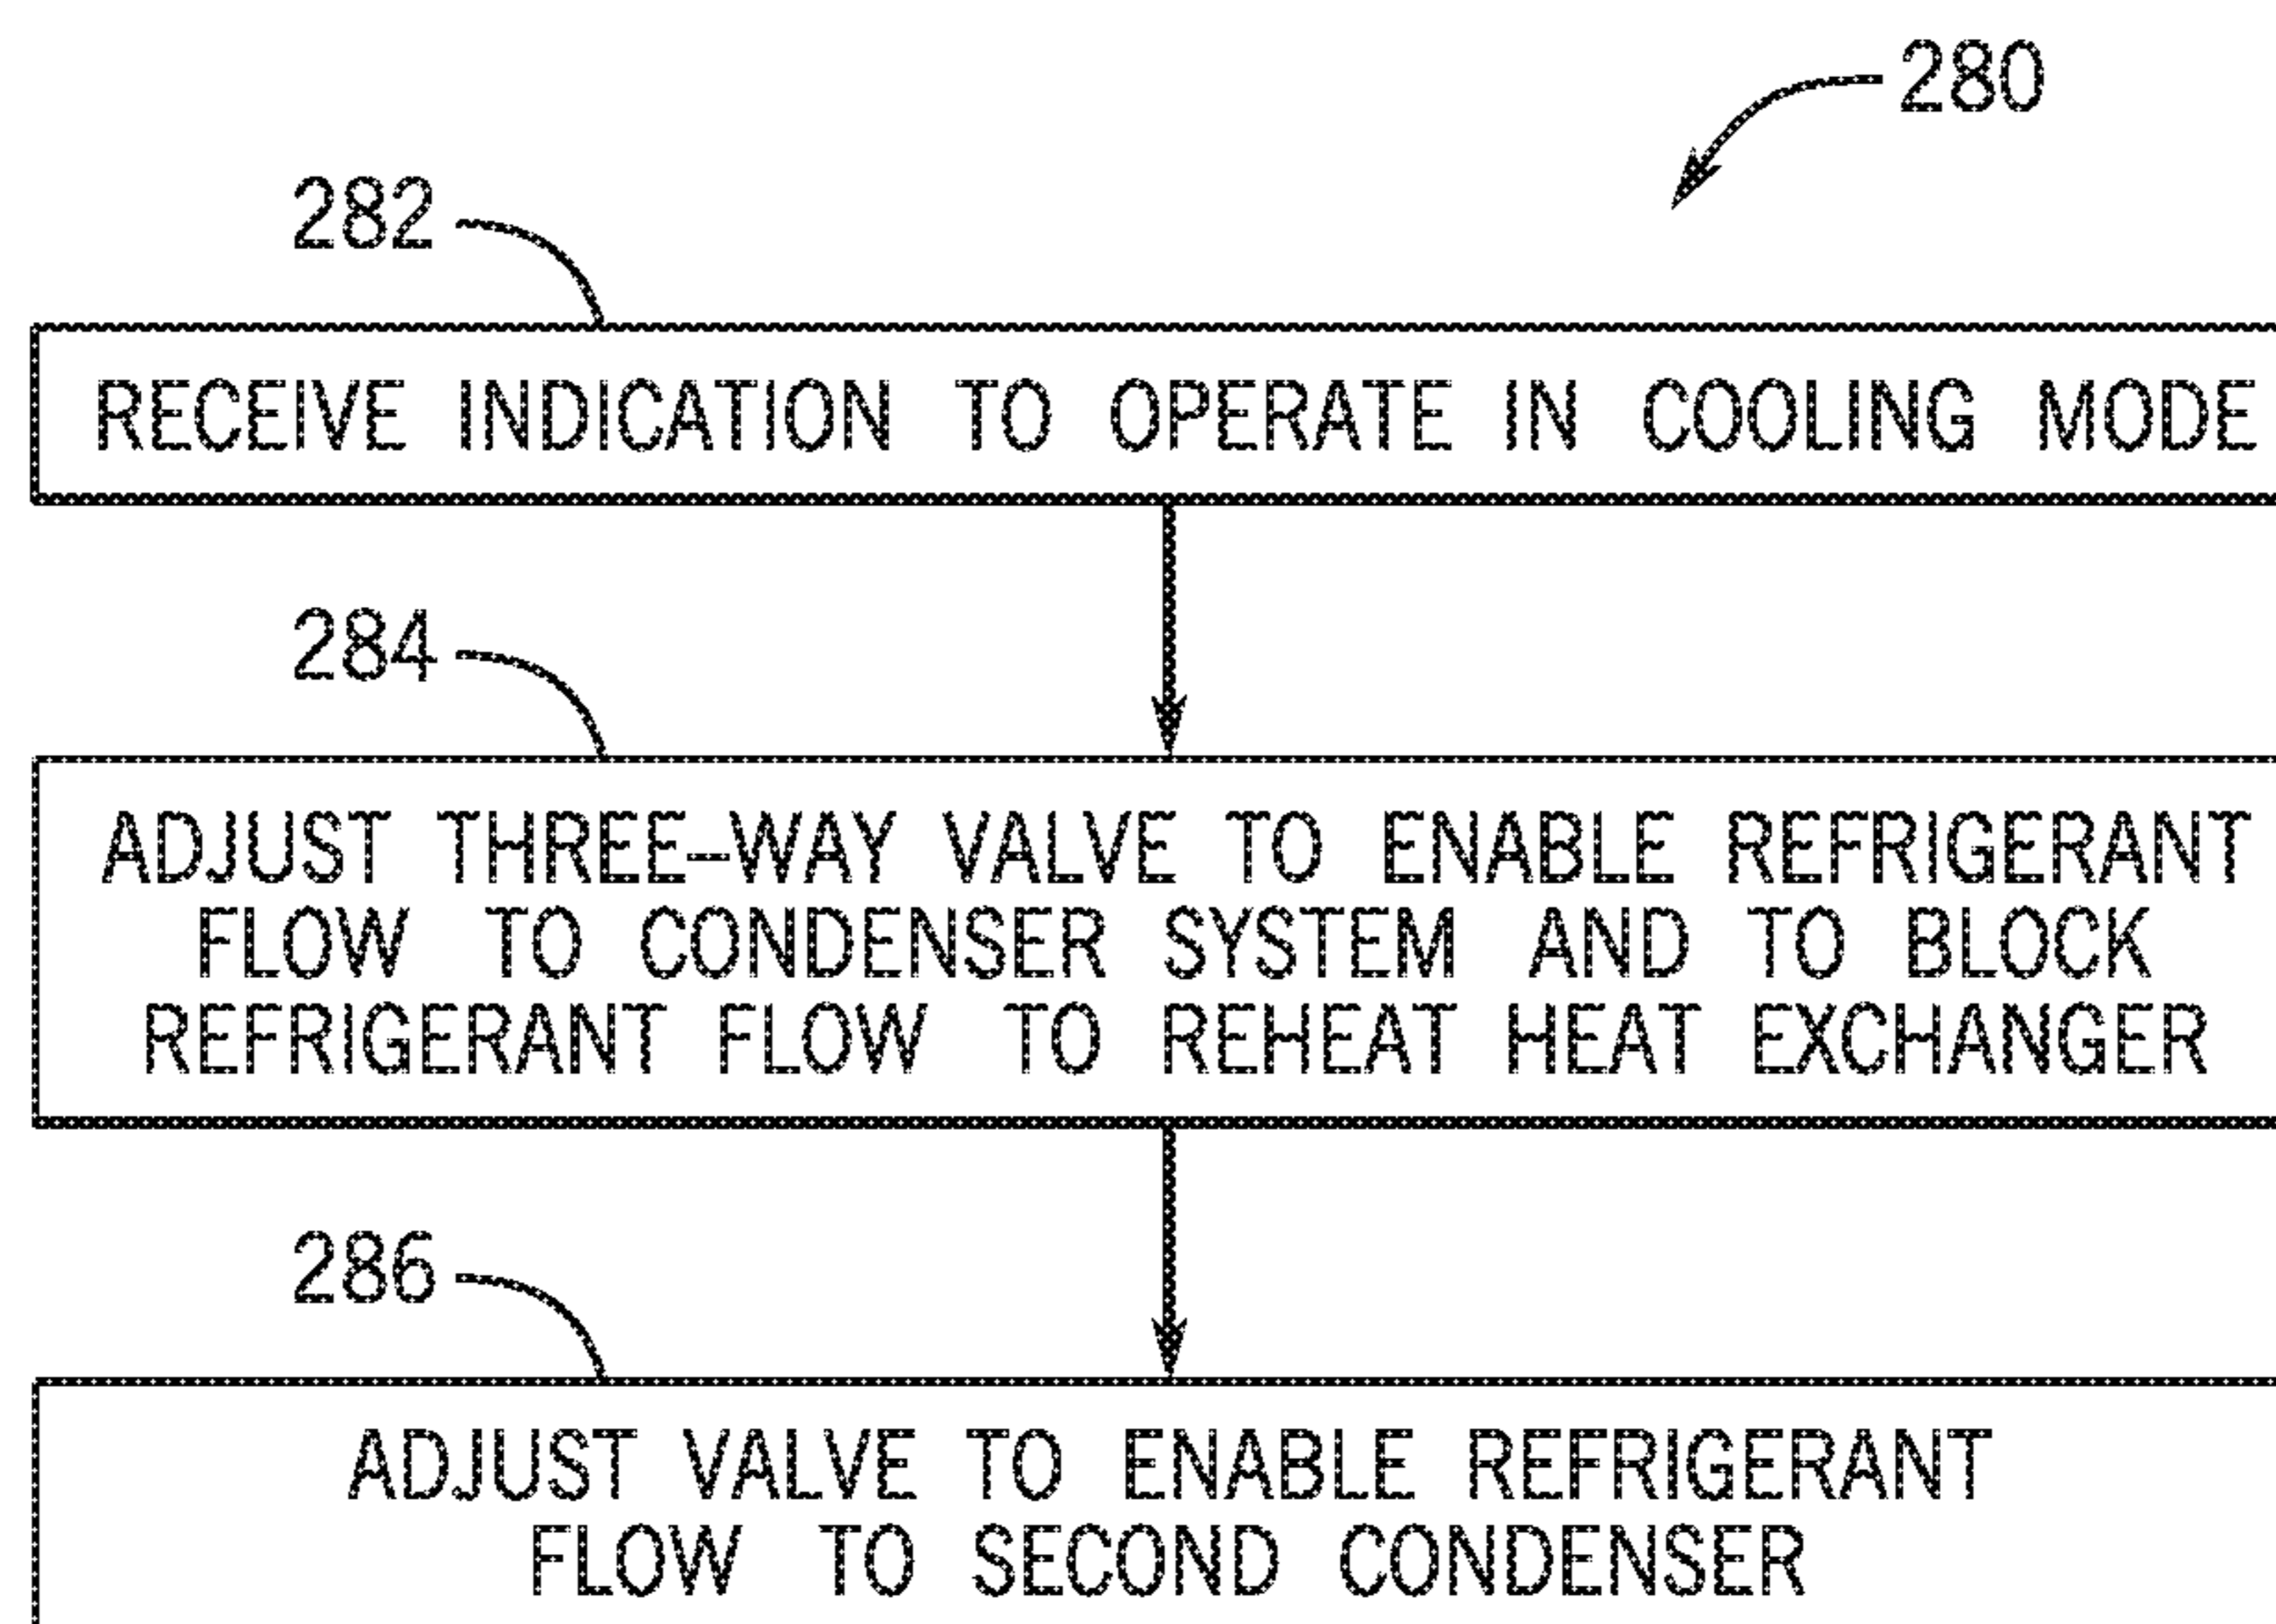 280
282
RECEIVE INDICATION TO OPERATE IN COOLING MODE
284
ADJUST THREE-WAY VALVE TO ENABLE REFRIGERANT
FLOW TO CONDENSER SYSTEM AND TO BLOCK
REFRIGERANT FLOW TO REHEAT HEAT EXCHANGER
286
ADJUST VALVE TO ENABLE REFRIGERANT
FLOW TO SECOND CONDENSER